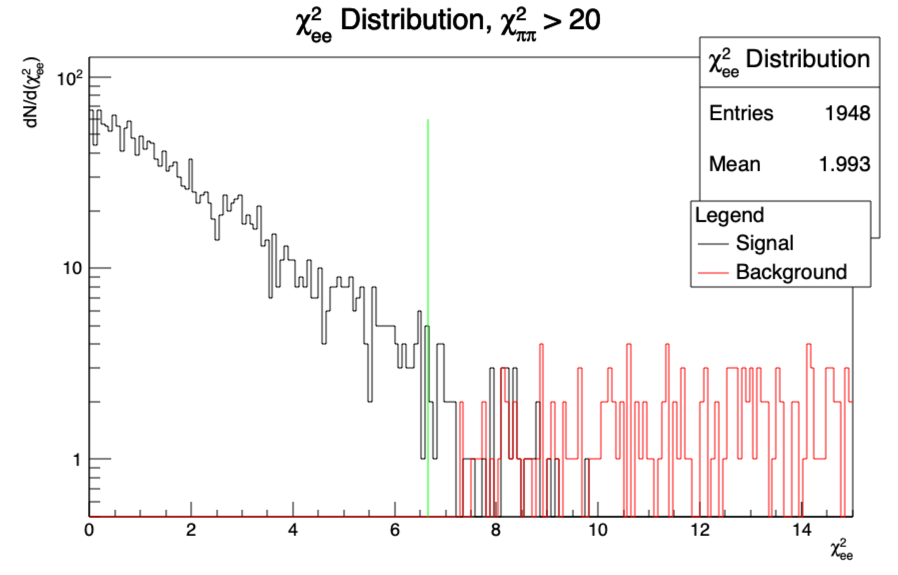 χ²ee Distribution, χ²ππ > 20
dN/d(χ²ee)
10²
10
1
0 2 4 6 8 10 12 14
χ²ee
χ²ee Distribution
Entries 1948
Mean 1.993
Legend
Signal
Background